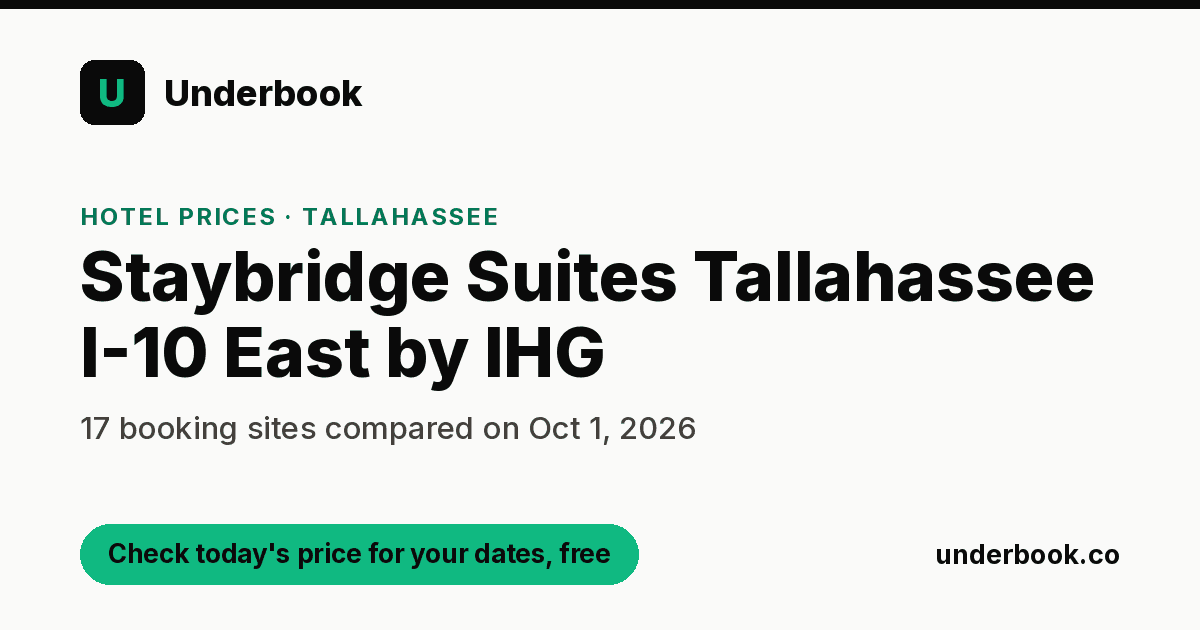 U Underbook
HOTEL PRICES · TALLAHASSEE
Staybridge Suites Tallahassee
I-10 East by IHG
17 booking sites compared on Oct 1, 2026
Check today's price for your dates, free
underbook.co